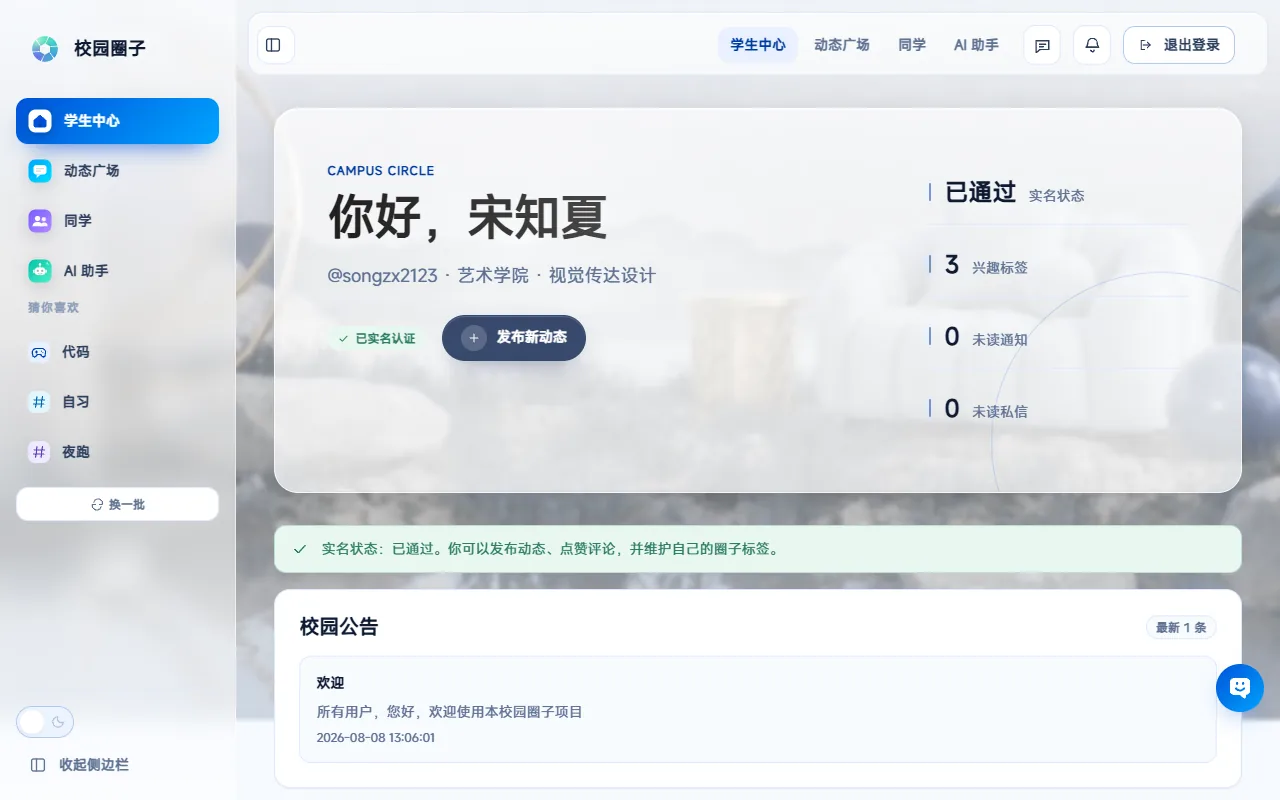 校园圈子
学生中心
动态广场
同学
AI 助手
猜你喜欢
代码
自习
夜跑
换一批
收起侧边栏
学生中心
动态广场
同学
AI 助手
退出登录
CAMPUS CIRCLE
你好，宋知夏
@songzx2123 · 艺术学院 · 视觉传达设计
已实名认证
发布新动态
已通过 实名状态
3 兴趣标签
0 未读通知
0 未读私信
实名状态：已通过。你可以发布动态、点赞评论，并维护自己的圈子标签。
校园公告
最新 1 条
欢迎
所有用户，您好，欢迎使用本校园圈子项目
2026-08-08 13:06:01